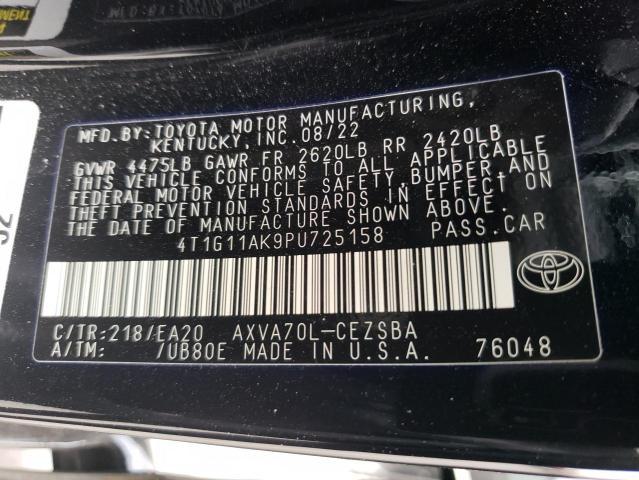 MFD.BY:TOYOTA MOTOR MANUFACTURING,
KENTUCKY,INC.08/22
GVWR 4475LB GAWR FR 2620LB RR 2420LB
THIS VEHICLE CONFORMS TO ALL APPLICABLE
FEDERAL MOTOR VEHICLE SAFETY,BUMPER,AND
THEFT PREVENTION STANDARDS IN EFFECT ON
THE DATE OF MANUFACTURE SHOWN ABOVE.
4T1G11AK9PU725158 PASS.CAR
C/TR:218/EA20 AXVA70L-CEZSBA
A/TM: /UB80E MADE IN U.S.A. 76048